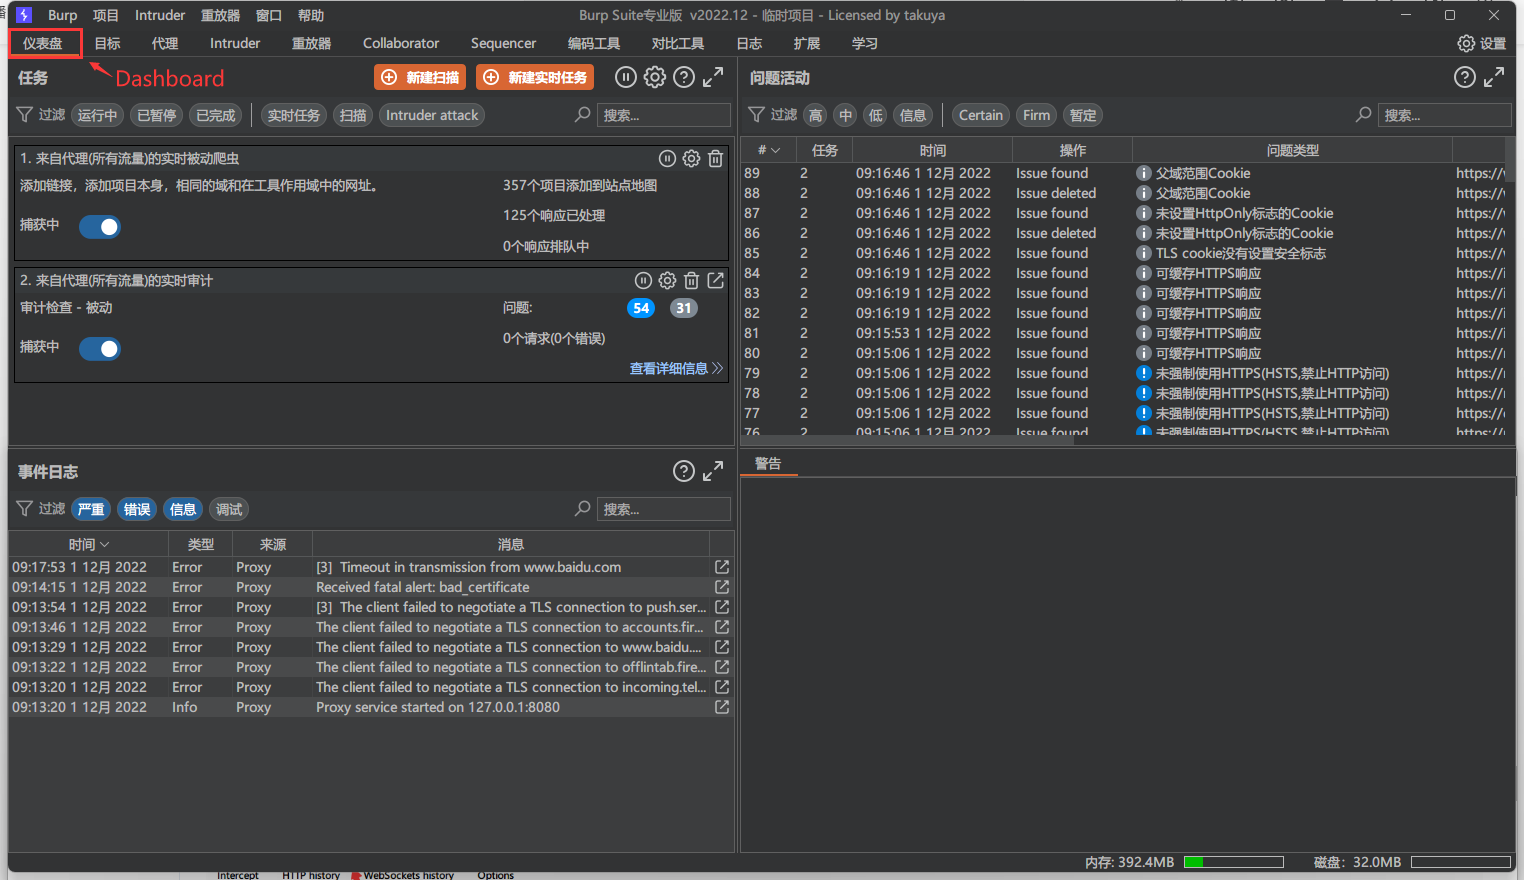 Burp 项目 Intruder 重放器 窗口 帮助 Burp Suite专业版 v2022.12 - 临时项目 - Licensed by takuya
仪表盘 目标 代理 Intruder 重放器 Collaborator Sequencer 编码工具 对比工具 日志 扩展 学习 设置
Dashboard
任务 新建扫描 新建实时任务
过滤 运行中 已暂停 已完成 实时任务 扫描 Intruder attack 搜索...
1. 来自代理(所有流量)的实时被动爬虫
添加链接，添加项目本身，相同的域和在工具作用域中的网址。 357个项目添加到站点地图
125个响应已处理
捕获中
0个响应排队中
2. 来自代理(所有流量)的实时审计
审计检查 - 被动 问题: 54 31
0个请求(0个错误)
捕获中
查看详细信息
问题活动
过滤 高 中 低 信息 Certain Firm 暂定 搜索...
# 任务 时间 操作 问题类型
89 2 09:16:46 1 12月 2022 Issue found 父域范围Cookie https://
88 2 09:16:46 1 12月 2022 Issue deleted 父域范围Cookie https://
87 2 09:16:46 1 12月 2022 Issue found 未设置HttpOnly标志的Cookie https://
86 2 09:16:46 1 12月 2022 Issue deleted 未设置HttpOnly标志的Cookie https://
85 2 09:16:46 1 12月 2022 Issue found TLS cookie没有设置安全标志 https://
84 2 09:16:19 1 12月 2022 Issue found 可缓存HTTPS响应 https://i
83 2 09:16:19 1 12月 2022 Issue found 可缓存HTTPS响应 https://i
82 2 09:16:19 1 12月 2022 Issue found 可缓存HTTPS响应 https://i
81 2 09:15:53 1 12月 2022 Issue found 可缓存HTTPS响应 https://i
80 2 09:15:06 1 12月 2022 Issue found 可缓存HTTPS响应 https://
79 2 09:15:06 1 12月 2022 Issue found 未强制使用HTTPS(HSTS,禁止HTTP访问) https://
78 2 09:15:06 1 12月 2022 Issue found 未强制使用HTTPS(HSTS,禁止HTTP访问) https://
77 2 09:15:06 1 12月 2022 Issue found 未强制使用HTTPS(HSTS,禁止HTTP访问) https://
76 2 09:15:06 1 12月 2022 Issue found 未强制使用HTTPS(HSTS,禁止HTTP访问) https://
事件日志
过滤 严重 错误 信息 调试 搜索...
时间 类型 来源 消息
09:17:53 1 12月 2022 Error Proxy [3] Timeout in transmission from www.baidu.com
09:14:15 1 12月 2022 Error Proxy Received fatal alert: bad_certificate
09:13:54 1 12月 2022 Error Proxy [3] The client failed to negotiate a TLS connection to push.ser...
09:13:46 1 12月 2022 Error Proxy The client failed to negotiate a TLS connection to accounts.fir...
09:13:29 1 12月 2022 Error Proxy The client failed to negotiate a TLS connection to www.baidu....
09:13:22 1 12月 2022 Error Proxy The client failed to negotiate a TLS connection to offlintab.fire...
09:13:20 1 12月 2022 Error Proxy The client failed to negotiate a TLS connection to incoming.tel...
09:13:20 1 12月 2022 Info Proxy Proxy service started on 127.0.0.1:8080
警告
内存: 392.4MB 磁盘: 32.0MB
Intercept HTTP history WebSockets history Options